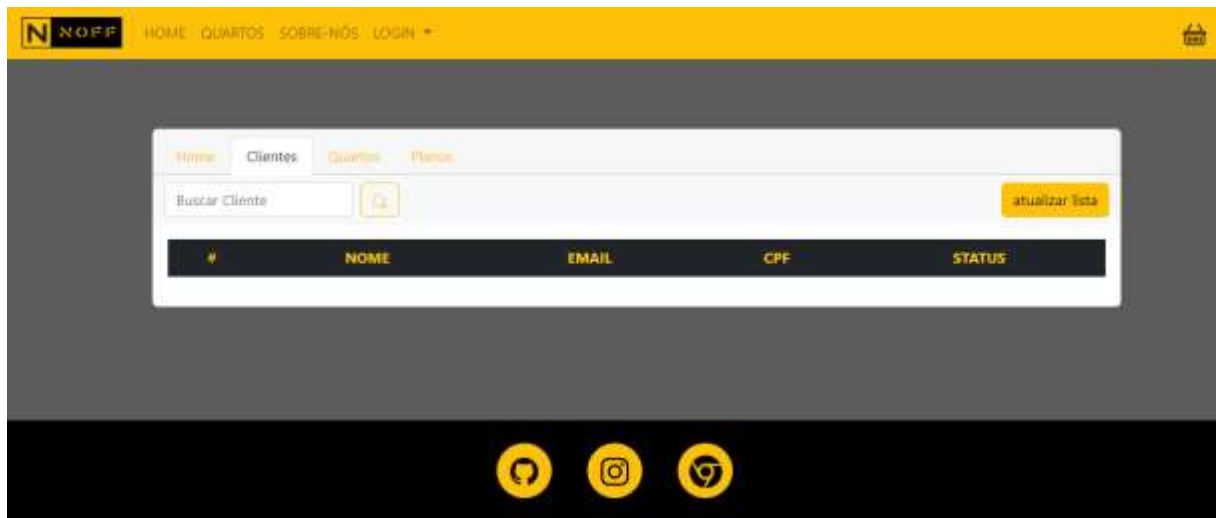 N NOFF HOME QUARTOS SOBRE-NÓS LOGIN
Home Clientes Quartos Planos
Buscar Cliente atualizar lista
# NOME EMAIL CPF STATUS